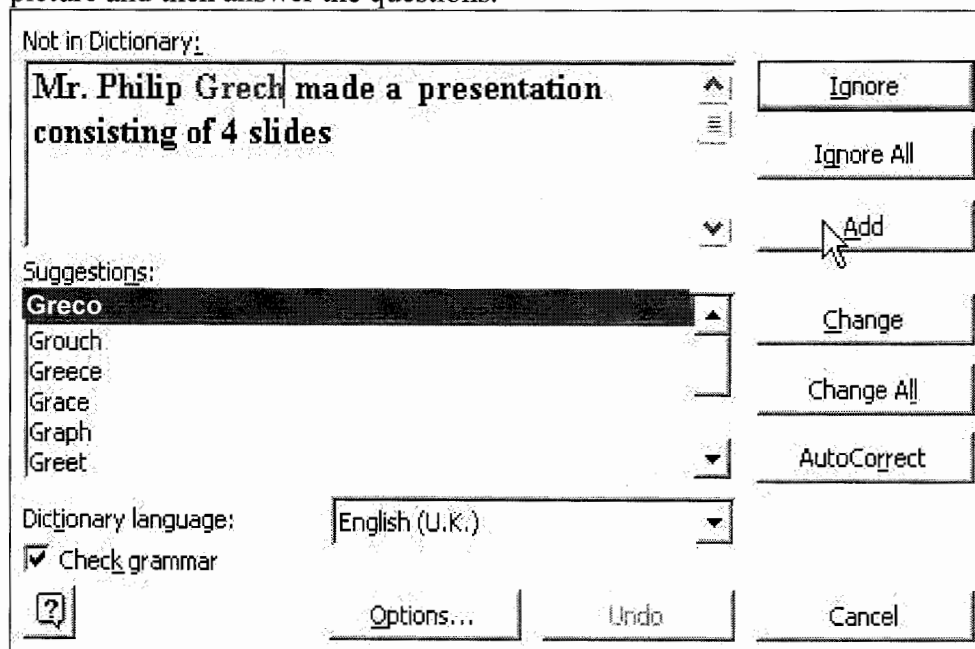 picture and then answer the questions.
Not in Dictionary:
Mr. Philip Grech made a presentation
consisting of 4 slides
Ignore
Ignore All
Add
Suggestions:
Greco
Grouch
Greece
Grace
Graph
Greet
Change
Change All
AutoCorrect
Dictionary language:
English (U.K.)
Check grammar
Options...
Undo
Cancel